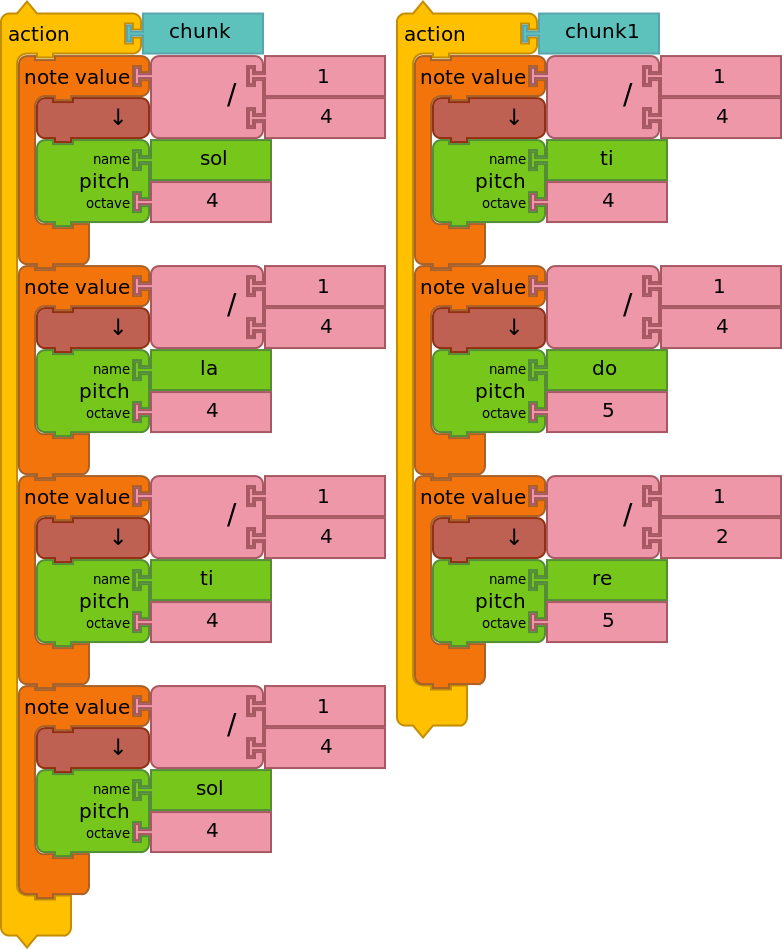 action chunk
note value / 1
4
↓
name sol
pitch
octave 4
note value / 1
4
↓
name la
pitch
octave 4
note value / 1
4
↓
name ti
pitch
octave 4
note value / 1
4
↓
name sol
pitch
octave 4
action chunk1
note value / 1
4
↓
name ti
pitch
octave 4
note value / 1
4
↓
name do
pitch
octave 5
note value / 1
2
↓
name re
pitch
octave 5